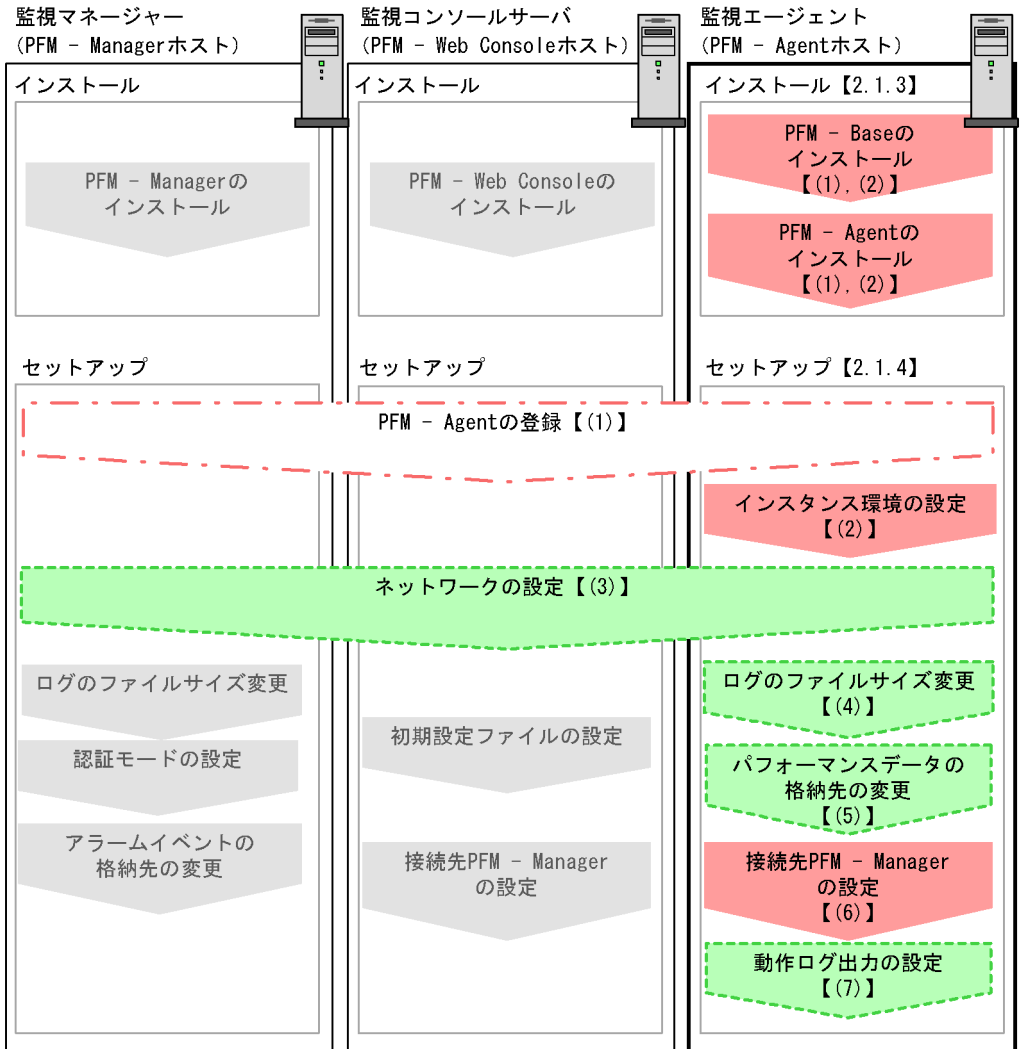 監視マネージャー
(PFM - Managerホスト)
インストール
PFM - Managerの
インストール
セットアップ
監視コンソールサーバ
(PFM - Web Consoleホスト)
インストール
PFM - Web Consoleの
インストール
セットアップ
監視エージェント
(PFM - Agentホスト)
インストール【2.1.3】
PFM - Baseの
インストール
【(1),(2)】
PFM - Agentの
インストール
【(1),(2)】
セットアップ【2.1.4】
PFM - Agentの登録【(1)】
インスタンス環境の設定
【(2)】
ネットワークの設定【(3)】
ログのファイルサイズ変更
認証モードの設定
アラームイベントの
格納先の変更
初期設定ファイルの設定
接続先PFM - Manager
の設定
ログのファイルサイズ変更
【(4)】
パフォーマンスデータの
格納先の変更
【(5)】
接続先PFM - Manager
の設定
【(6)】
動作ログ出力の設定
【(7)】